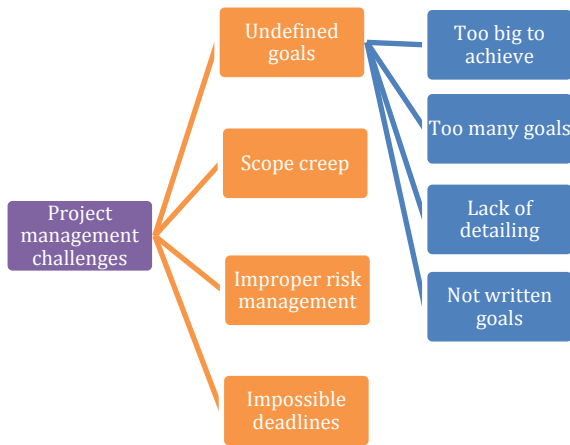 Project
management
challenges
Undefined
goals
Scope creep
Improper risk
management
Impossible
deadlines
Too big to
achieve
Too many goals
Lack of
detailing
Not written
goals